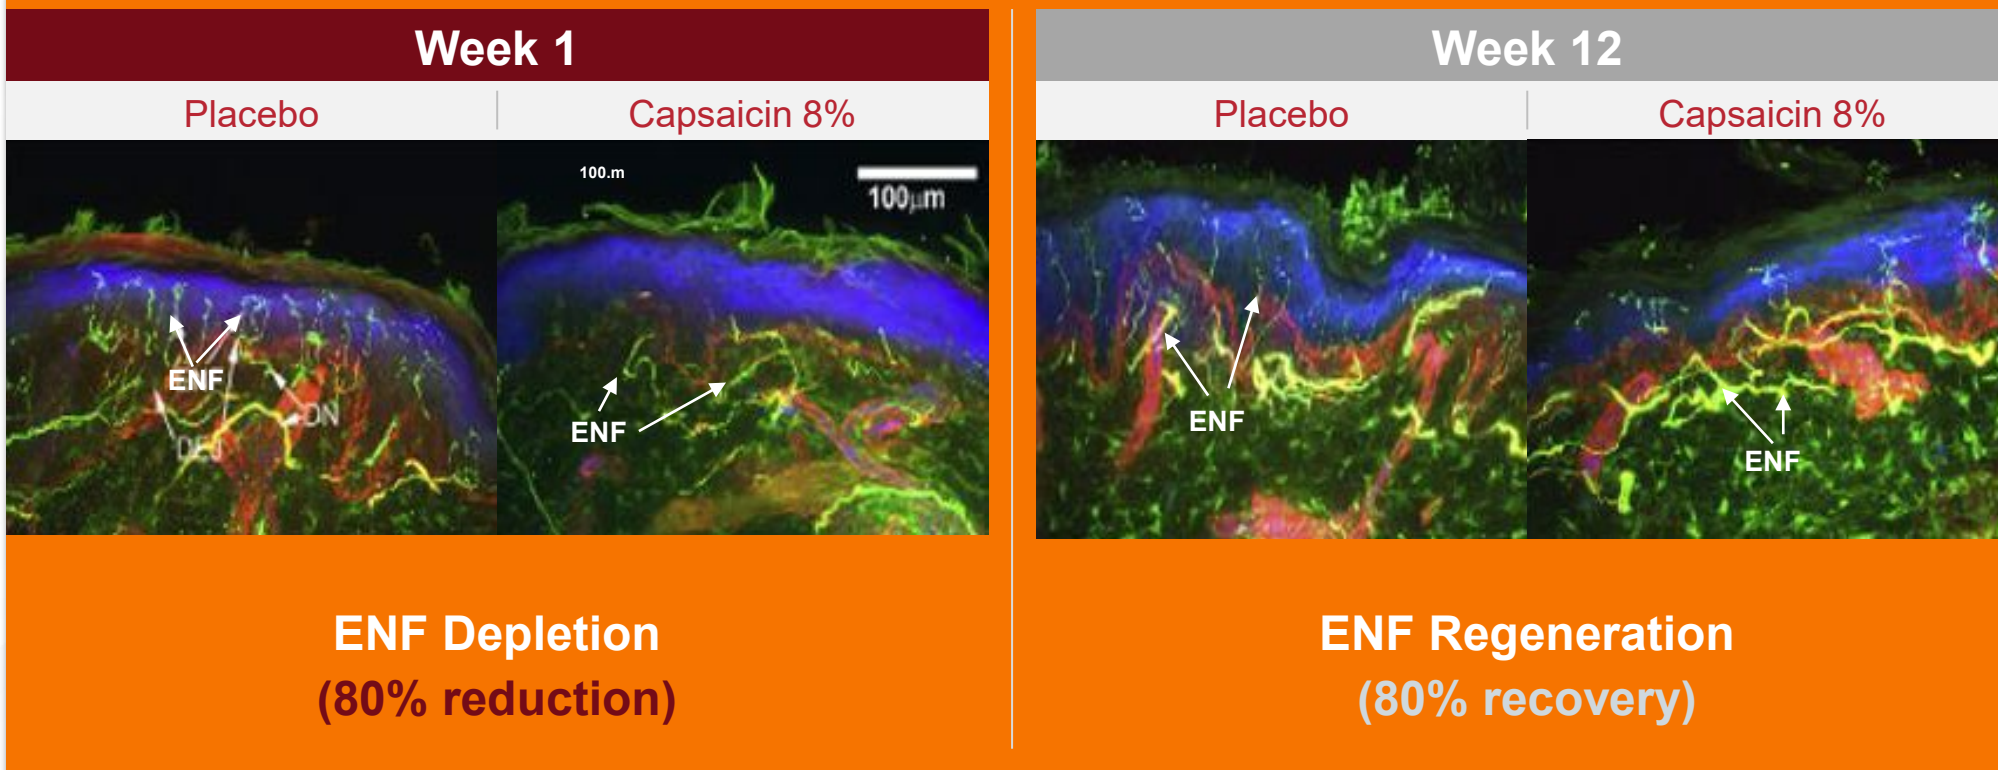 Week 1
Placebo
Capsaicin 8%
100.m
100µm
ENF
DN
ENF
ENF Depletion
(80% reduction)
Week 12
Placebo
Capsaicin 8%
ENF
ENF
ENF Regeneration
(80% recovery)